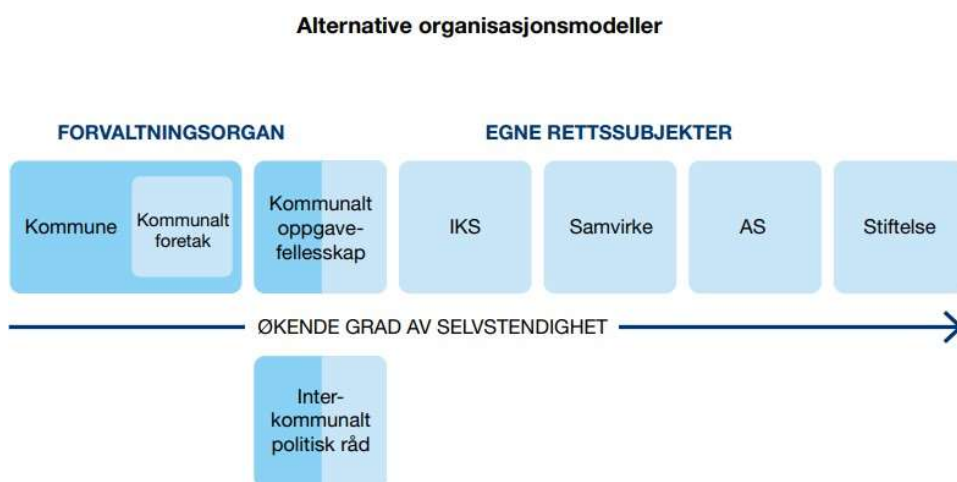 Alternative organisasjonsmodeller
FORVALTNINGSORGAN
EGNE RETTSSUBJEKTER
Kommune
Kommunalt
foretak
Kommunalt
oppgave-
fellesskap
IKS
Samvirke
AS
Stiftelse
ØKENDE GRAD AV SELVSTENDIGHET
Inter-
kommunalt
politisk råd